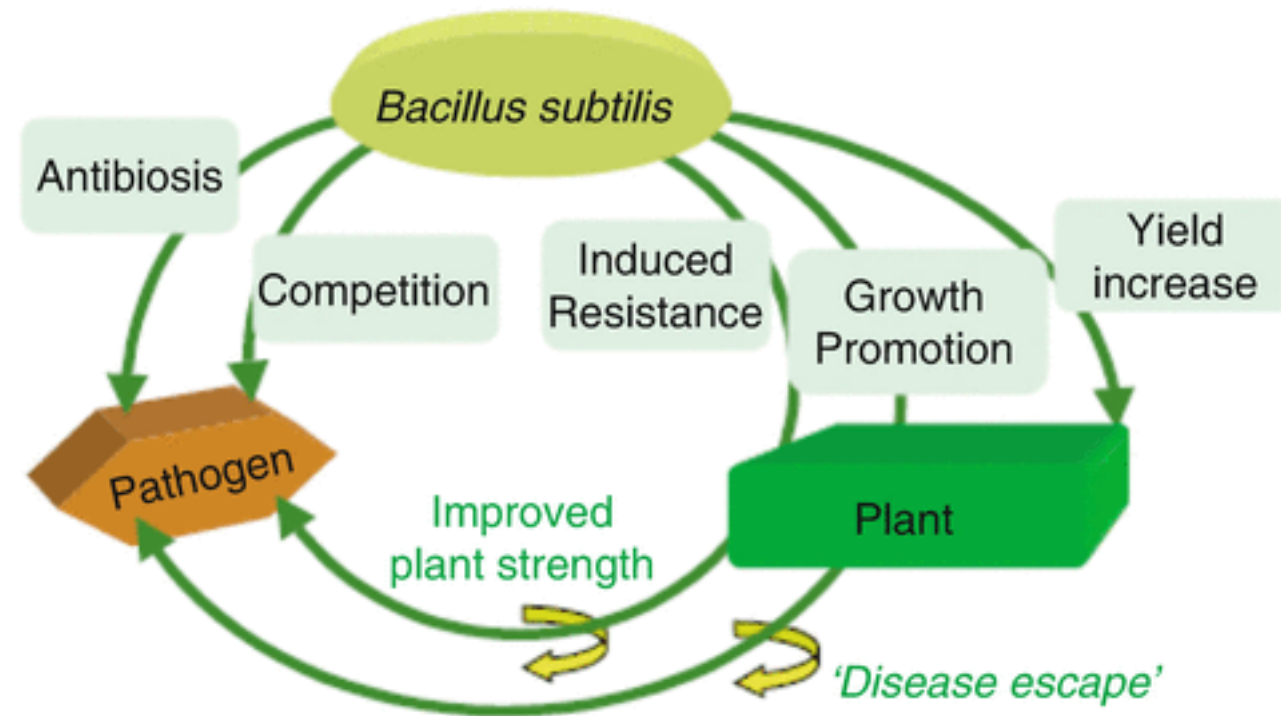 Bacillus subtilis
Antibiosis
Competition
Induced
Resistance
Growth
Promotion
Yield
increase
Pathogen
Plant
Improved
plant strength
‘Disease escape’